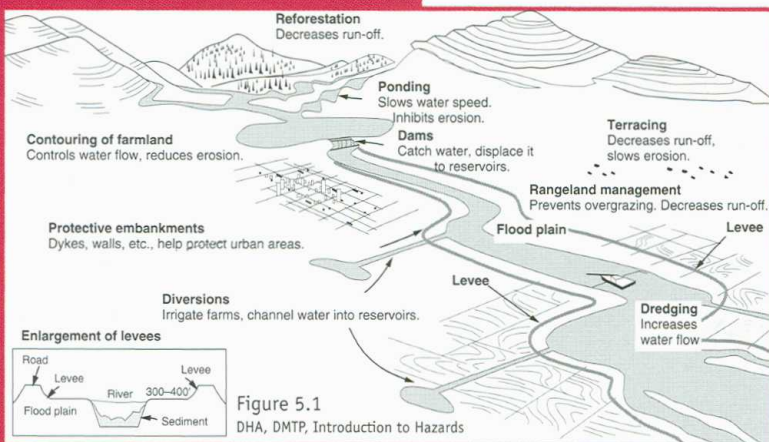 Reforestation
Decreases run-off.
Ponding
Slows water speed.
Inhibits erosion.
Contouring of farmland
Controls water flow, reduces erosion.
Dams
Catch water, displace it
to reservoirs.
Terracing
Decreases run-off,
slows erosion.
Rangeland management
Prevents overgrazing. Decreases run-off.
Protective embankments
Dykes, walls, etc., help protect urban areas.
Flood plain
Levee
Levee
Diversions
Irrigate farms, channel water into reservoirs.
Dredging
Increases
water flow
Enlargement of levees
Road
Levee
River
300–400'
Levee
Flood plain
Sediment
Figure 5.1
DHA, DMTP, Introduction to Hazards